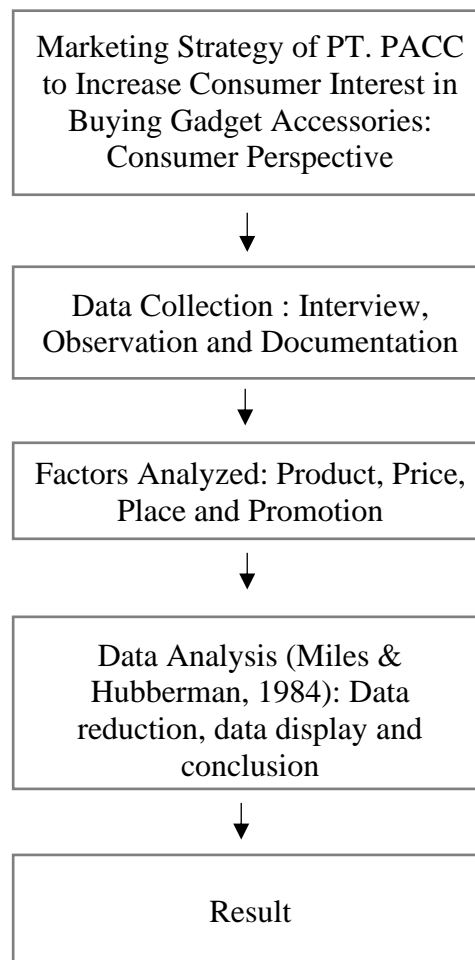 Marketing Strategy of PT. PACC
to Increase Consumer Interest in
Buying Gadget Accessories:
Consumer Perspective
Data Collection : Interview,
Observation and Documentation
Factors Analyzed: Product, Price,
Place and Promotion
Data Analysis (Miles &
Hubberman, 1984): Data
reduction, data display and
conclusion
Result